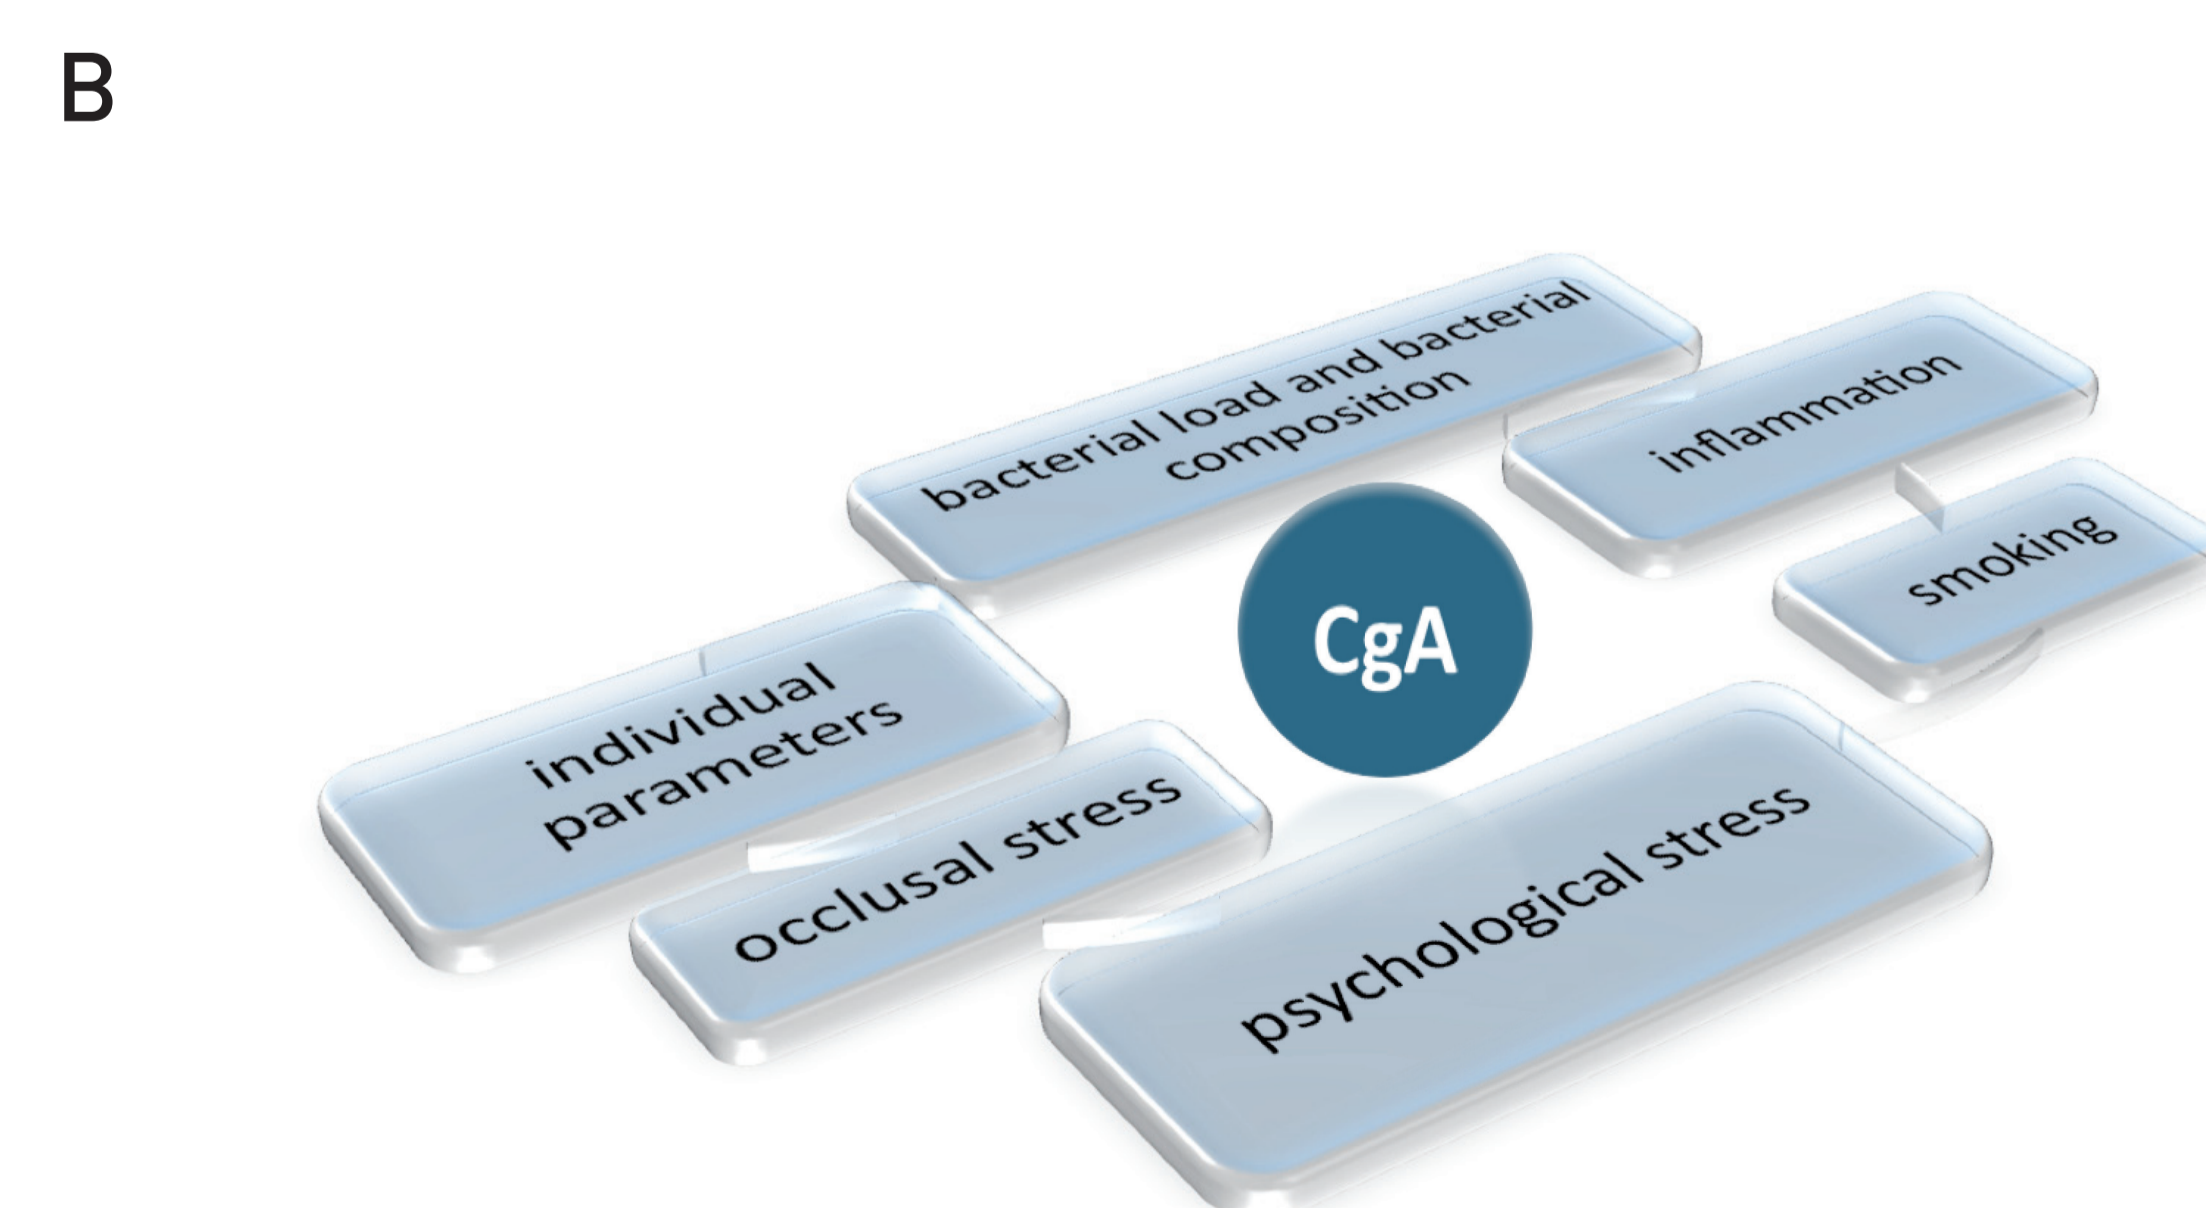 B
bacterial load and bacterial
composition
inflammation
smoking
CgA
individual
parameters
occlusal stress
psychological stress